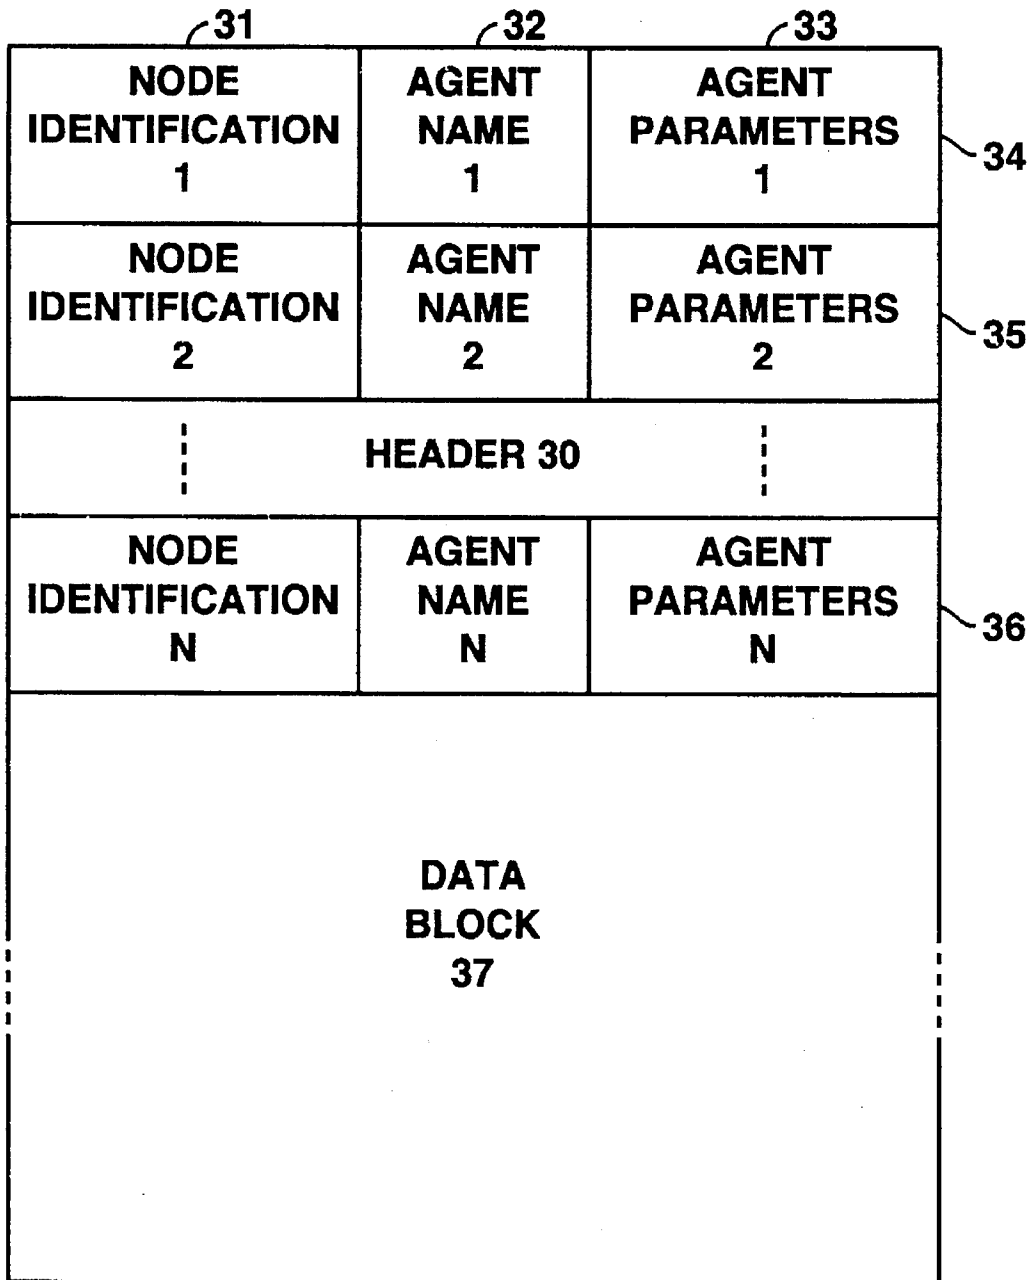 31 32 33
NODE IDENTIFICATION 1
AGENT NAME 1
AGENT PARAMETERS 1
34
NODE IDENTIFICATION 2
AGENT NAME 2
AGENT PARAMETERS 2
35
HEADER 30
NODE IDENTIFICATION N
AGENT NAME N
AGENT PARAMETERS N
36
DATA
BLOCK
37